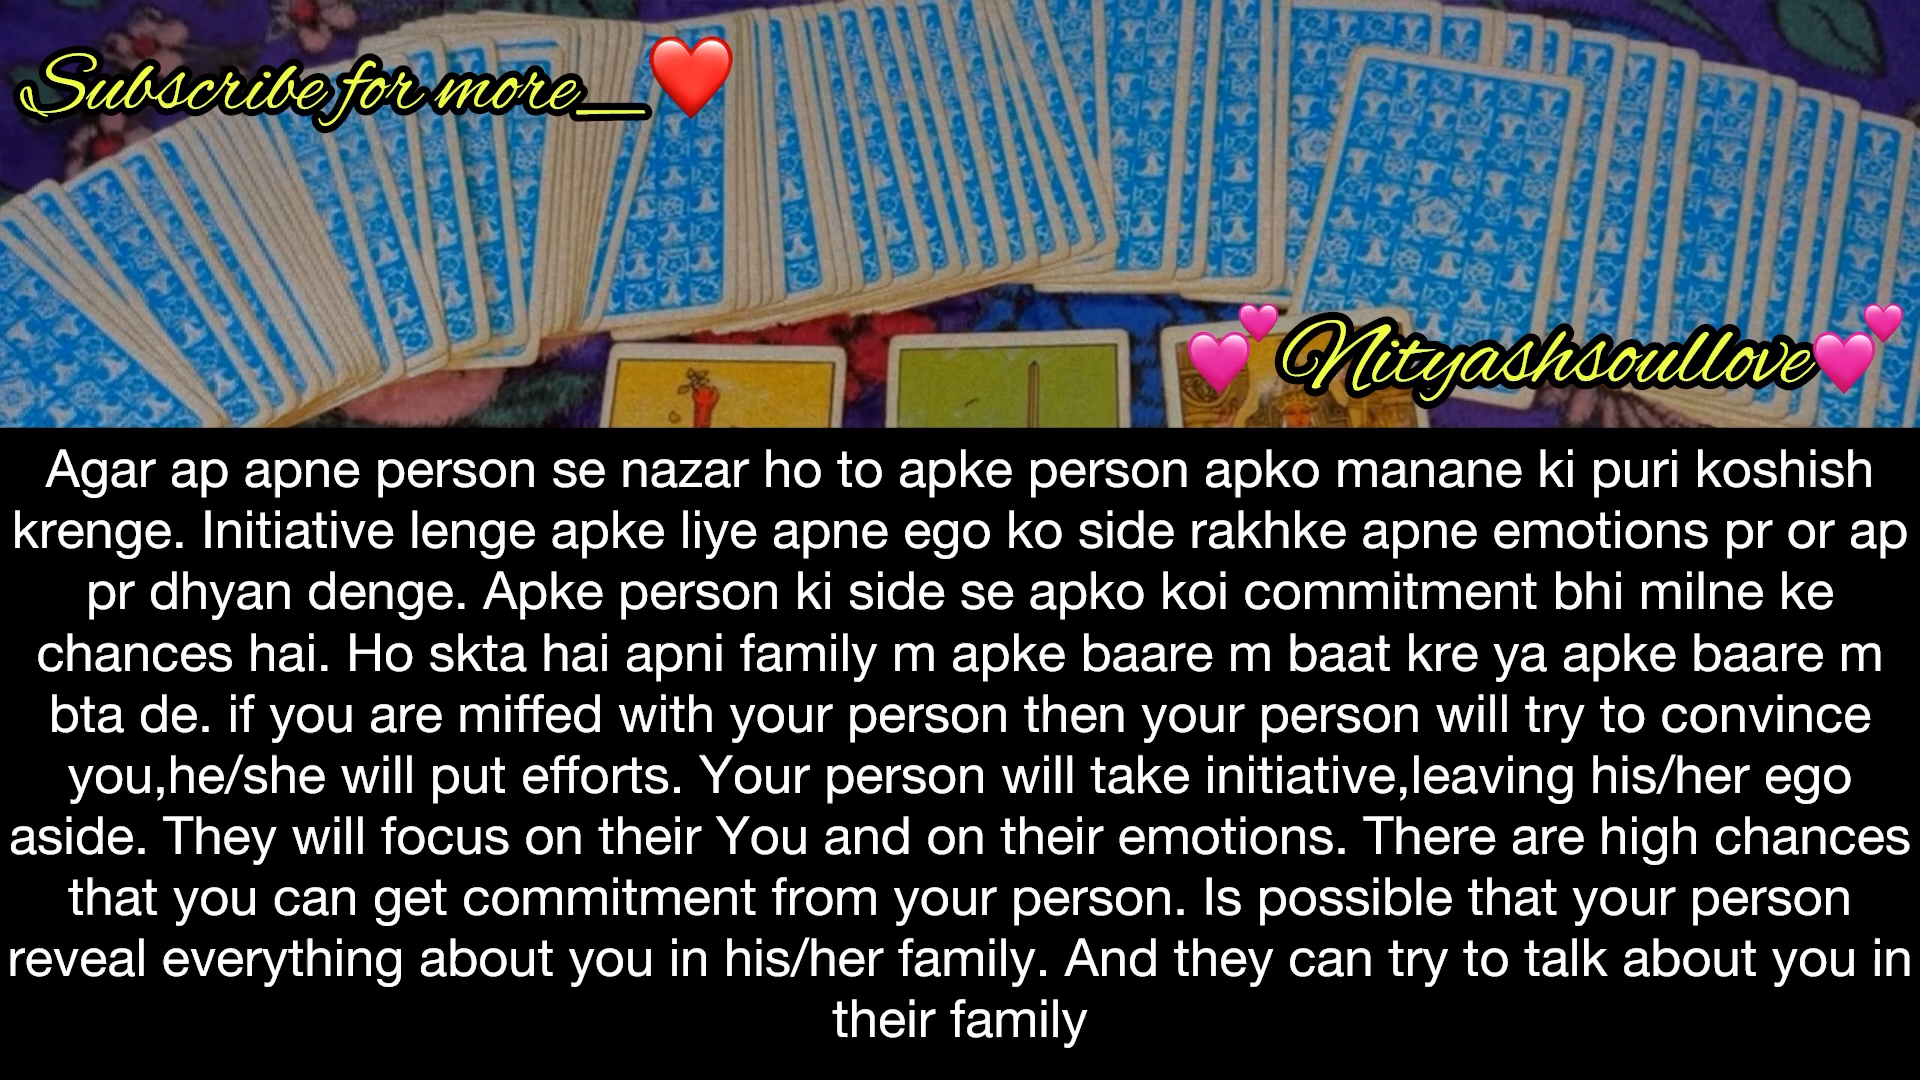 Subscribe for more_❤️
💕Nityashsoullove💕
Agar ap apne person se nazar ho to apke person apko manane ki puri koshish
krenge. Initiative lenge apke liye apne ego ko side rakhke apne emotions pr or ap
pr dhyan denge. Apke person ki side se apko koi commitment bhi milne ke
chances hai. Ho skta hai apni family m apke baare m baat kre ya apke baare m
bta de. if you are miffed with your person then your person will try to convince
you,he/she will put efforts. Your person will take initiative,leaving his/her ego
aside. They will focus on their You and on their emotions. There are high chances
that you can get commitment from your person. Is possible that your person
reveal everything about you in his/her family. And they can try to talk about you in
their family